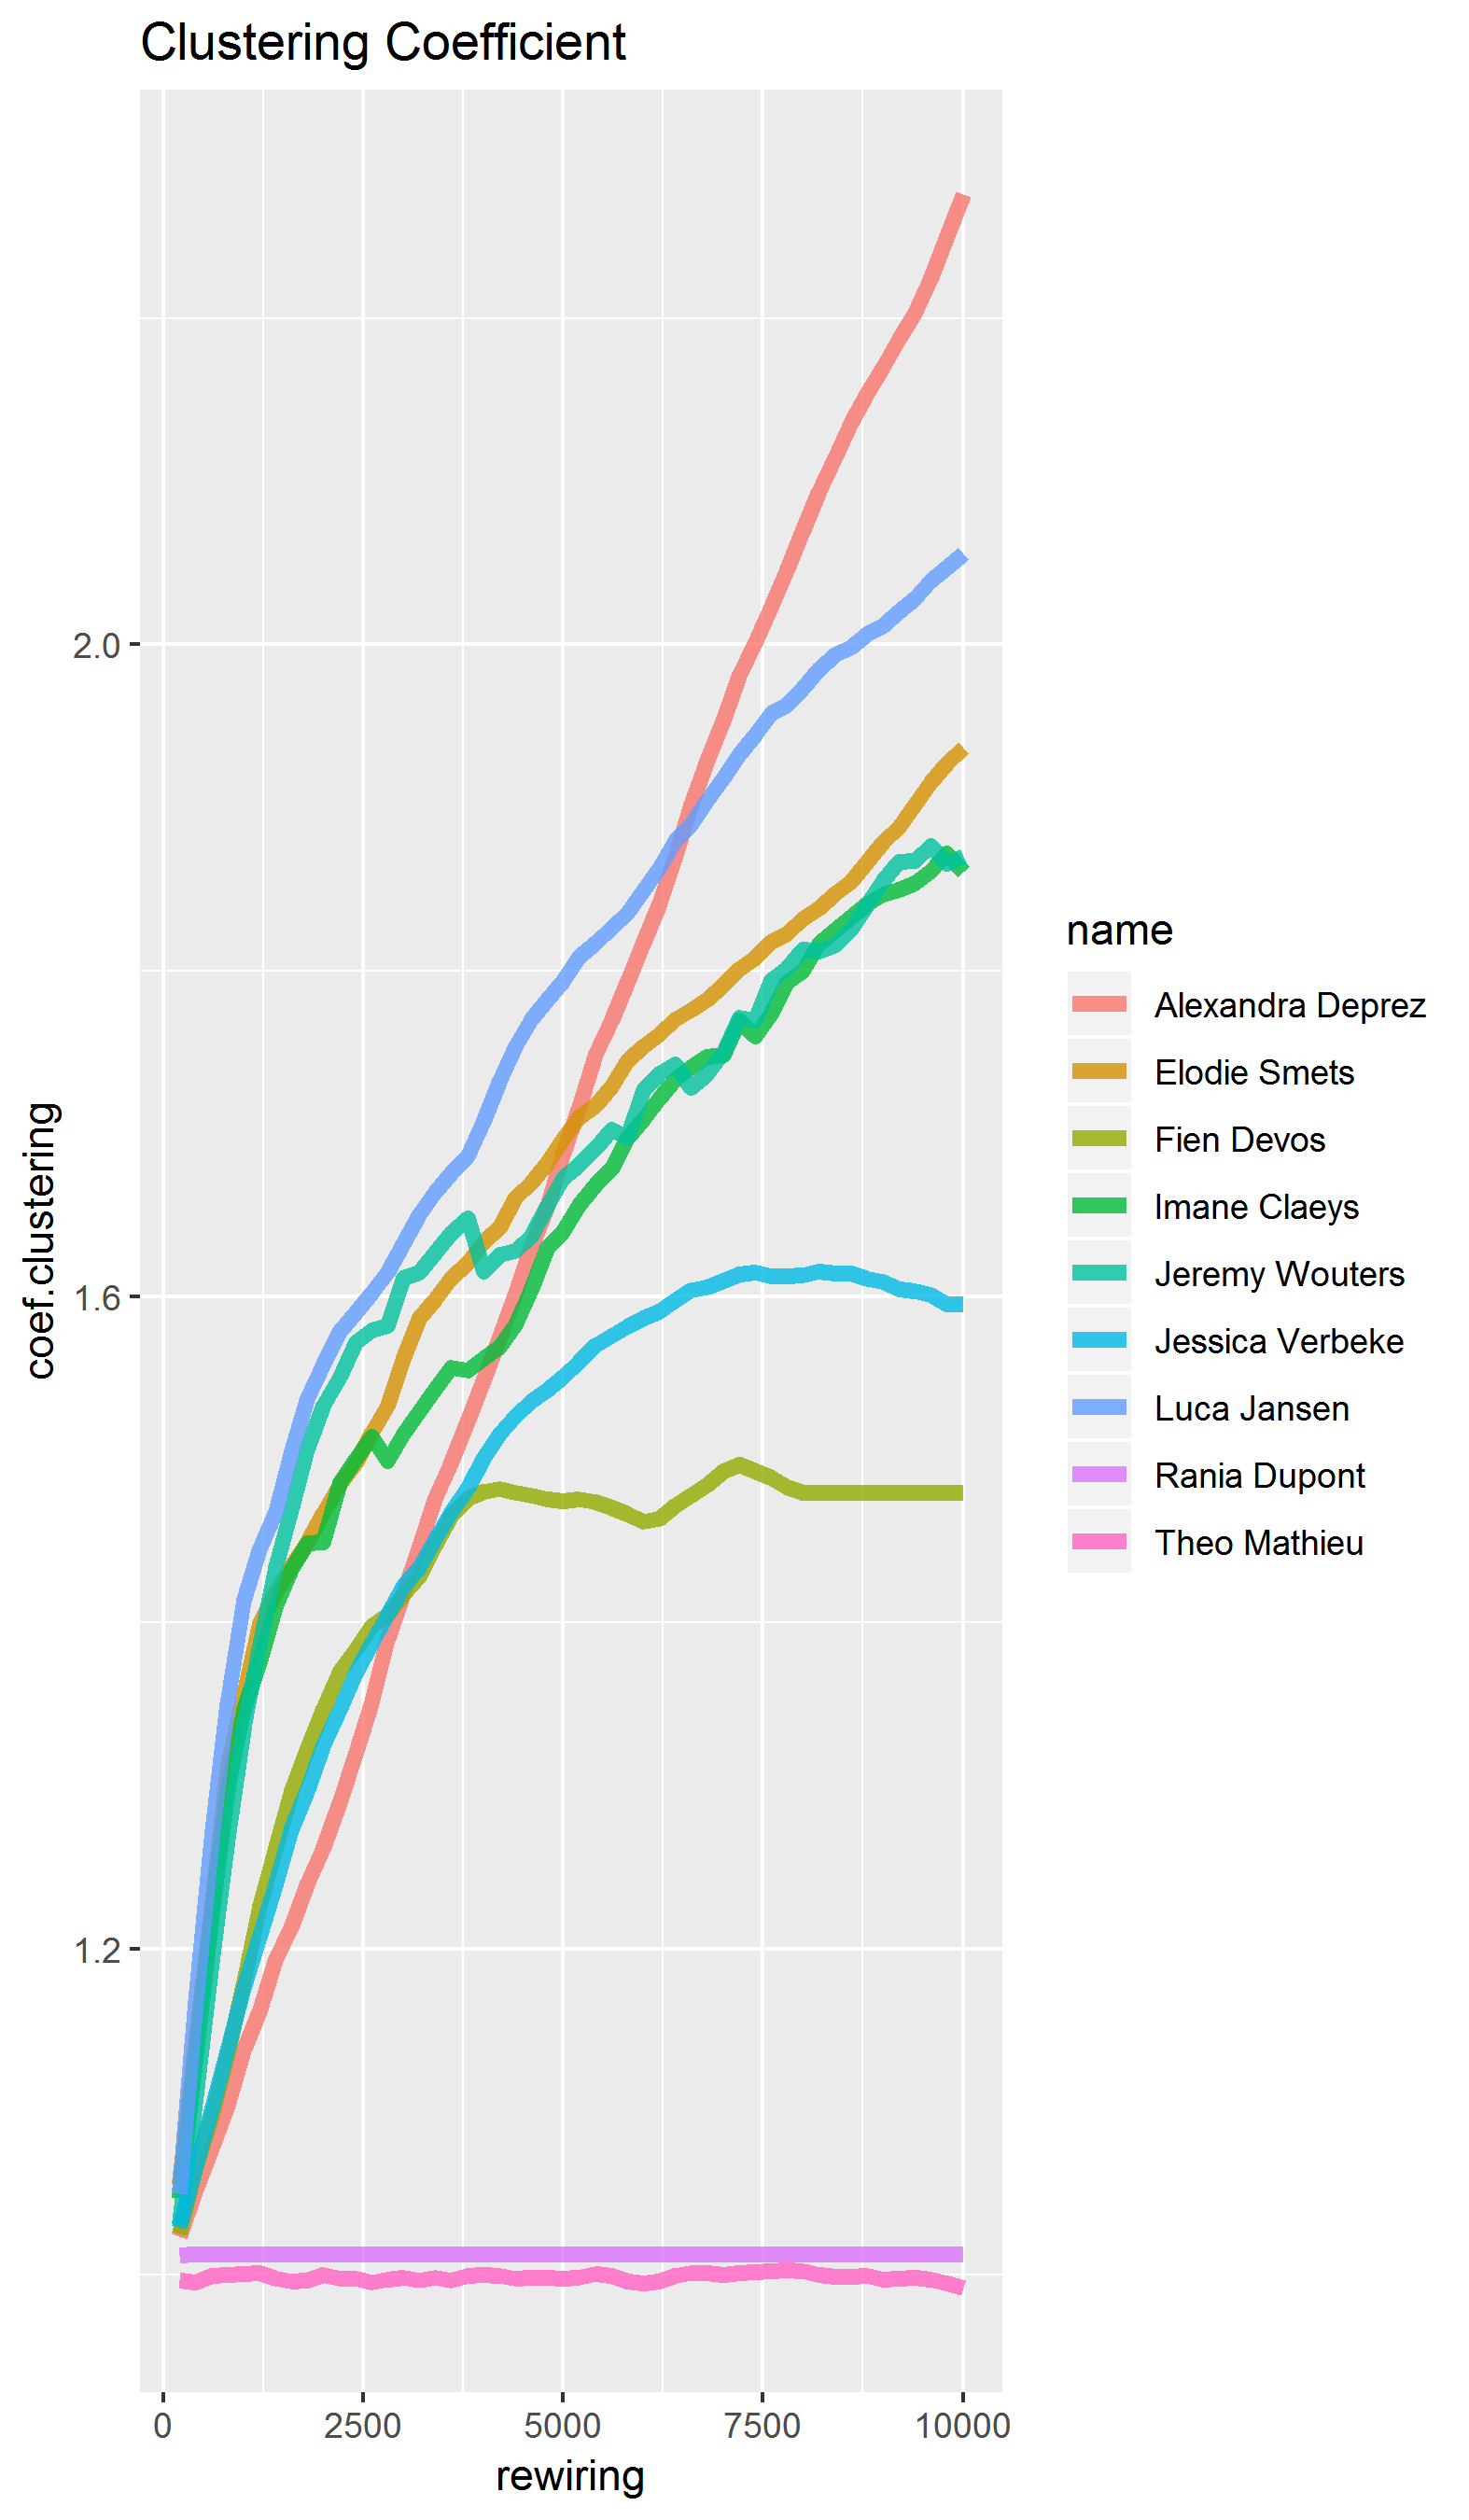 Clustering Coefficient
coef.clustering
2.0
1.6
1.2
0
2500
5000
7500
10000
rewiring
name
Alexandra Deprez
Elodie Smets
Fien Devos
Imane Claeys
Jeremy Wouters
Jessica Verbeke
Luca Jansen
Rania Dupont
Theo Mathieu